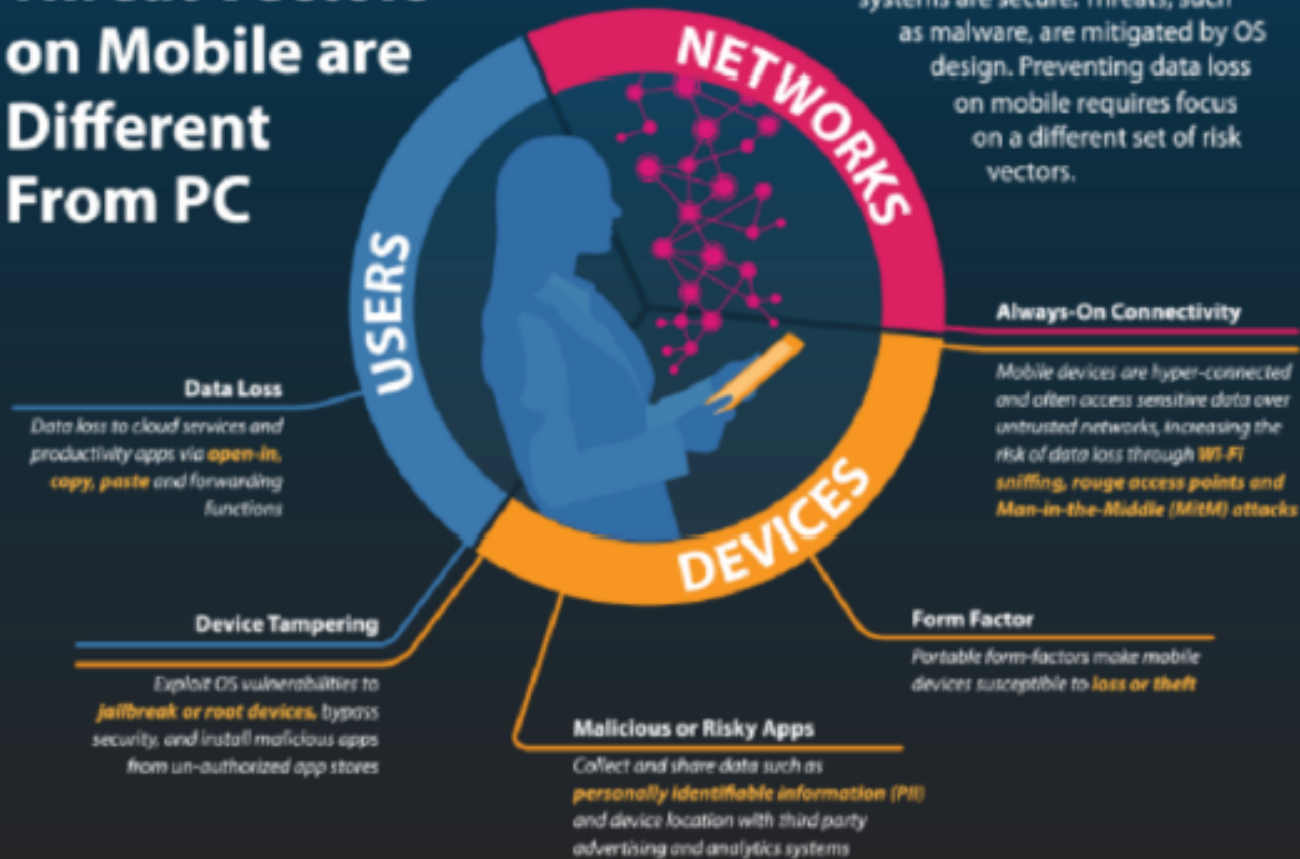 on Mobile are
Different
From PC
as malware, are mitigated by OS
design. Preventing data loss
on mobile requires focus
on a different set of risk
vectors.
NETWORKS
USERS
DEVICES
Always-On Connectivity
Mobile devices are hyper-connected
and often access sensitive data over
untrusted networks, increasing the
risk of data loss through Wi-Fi
sniffing, rouge access points and
Man-in-the-Middle (MitM) attacks
Data Loss
Data loss to cloud services and
productivity apps via open-in,
copy, paste and forwarding
functions
Device Tampering
Exploit OS vulnerabilities to
jailbreak or root devices, bypass
security, and install malicious apps
from un-authorized app stores
Form Factor
Portable form-factors make mobile
devices susceptible to loss or theft
Malicious or Risky Apps
Collect and share data such as
personally identifiable information (PII)
and device location with third party
advertising and analytics systems